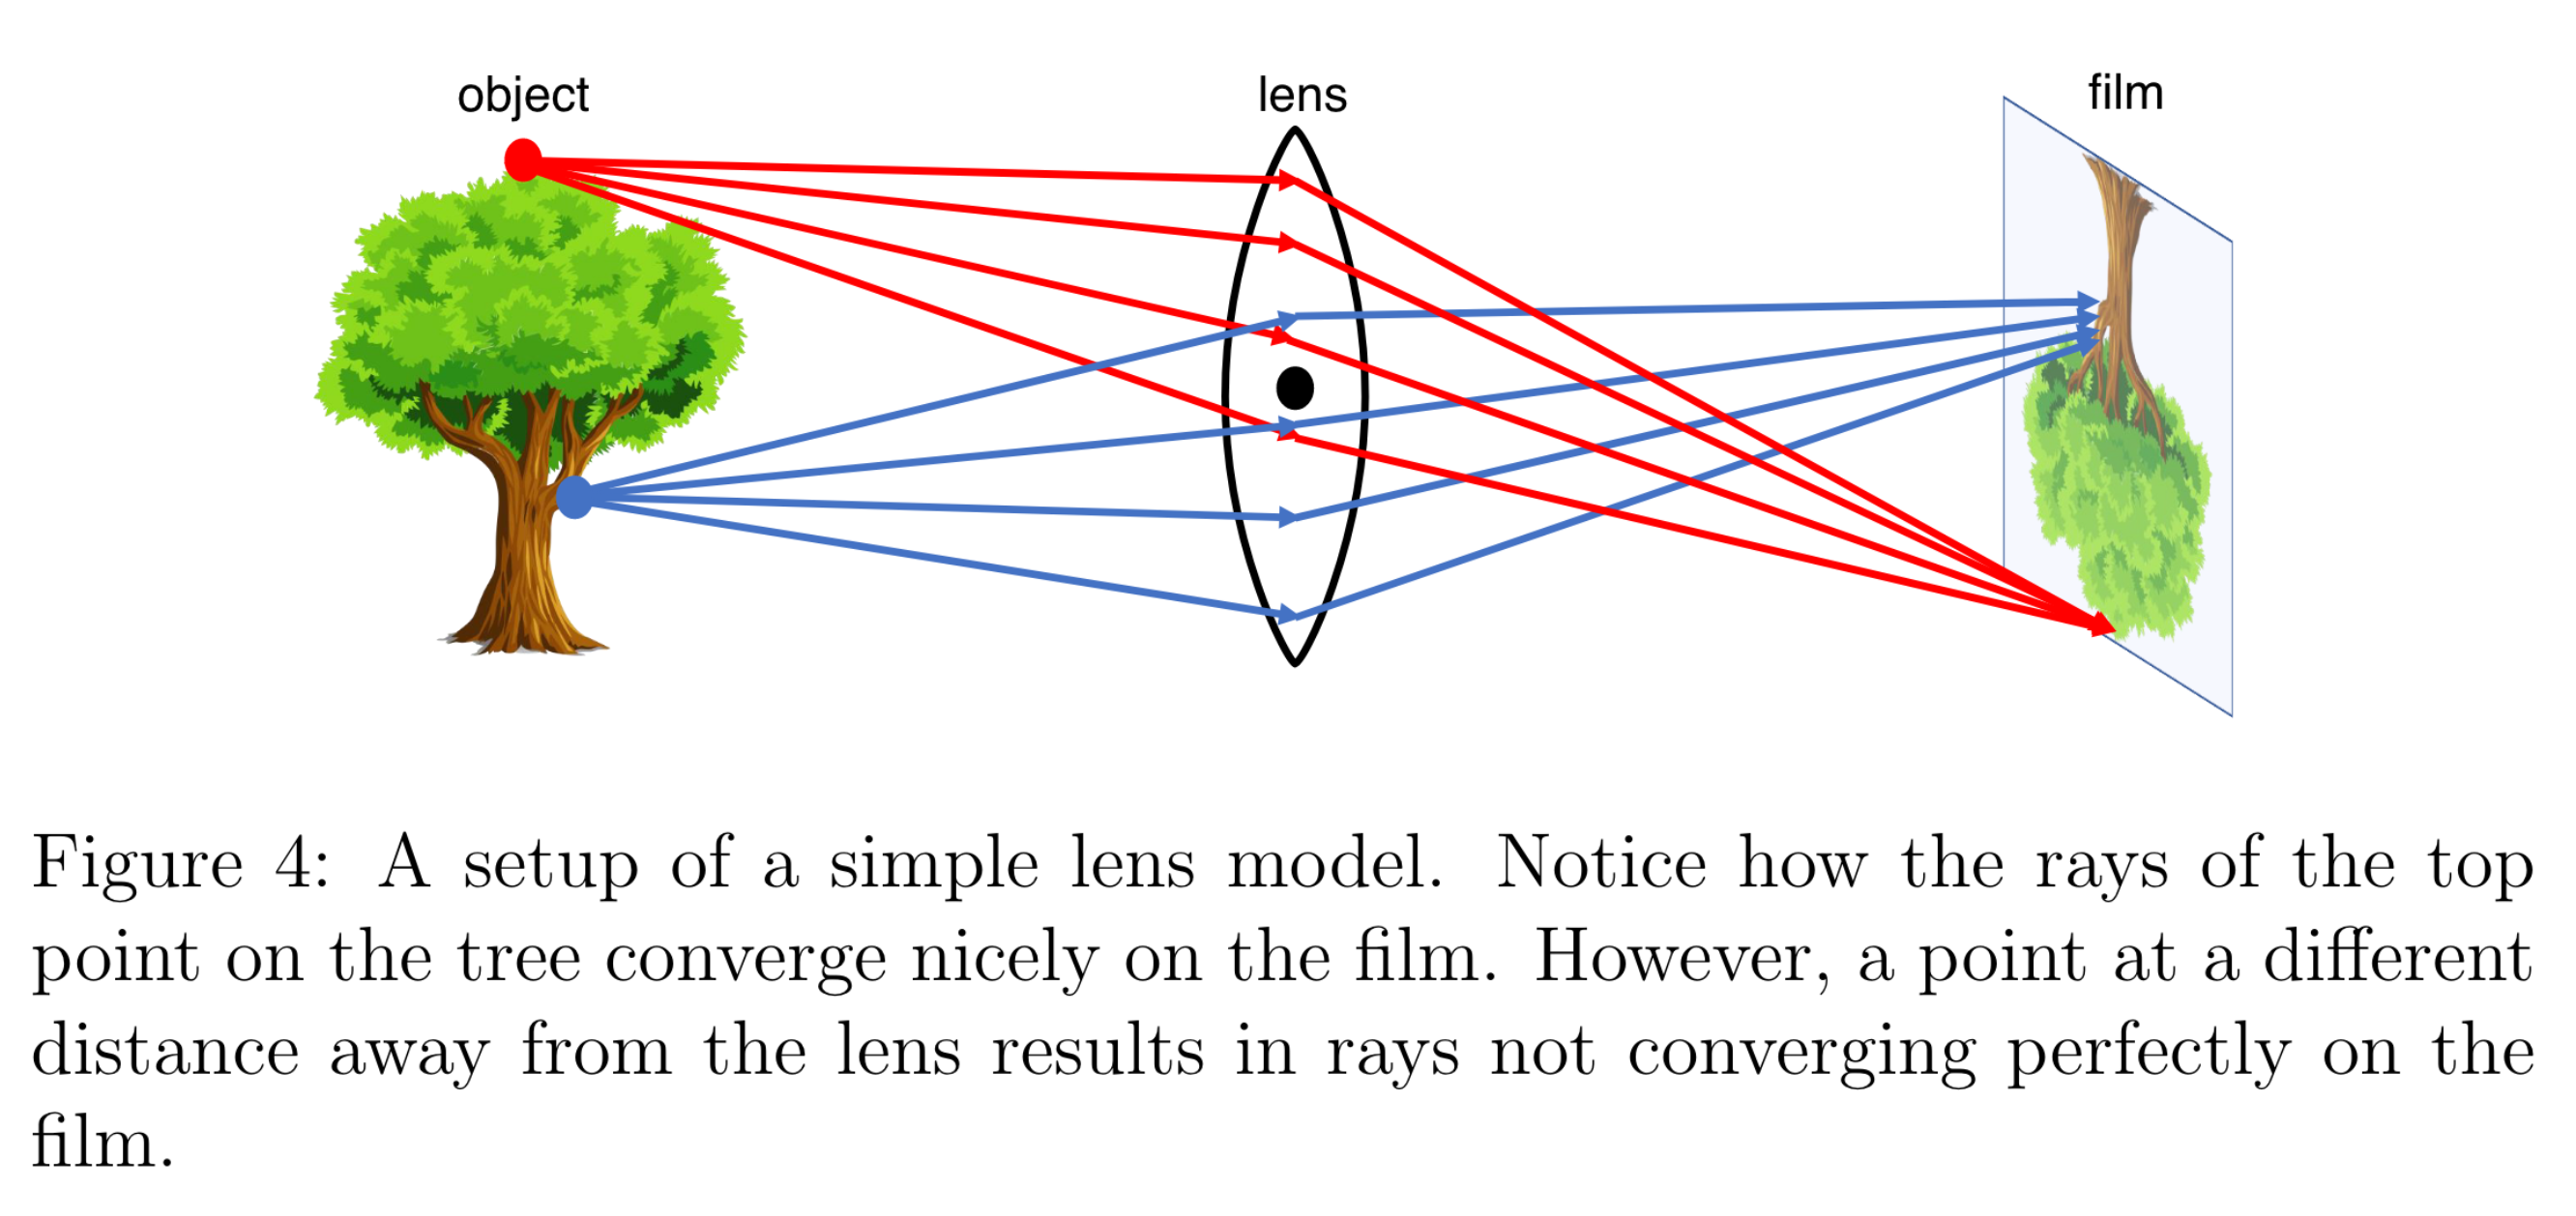 object
lens
film
Figure 4: A setup of a simple lens model. Notice how the rays of the top
point on the tree converge nicely on the film. However, a point at a different
distance away from the lens results in rays not converging perfectly on the
film.